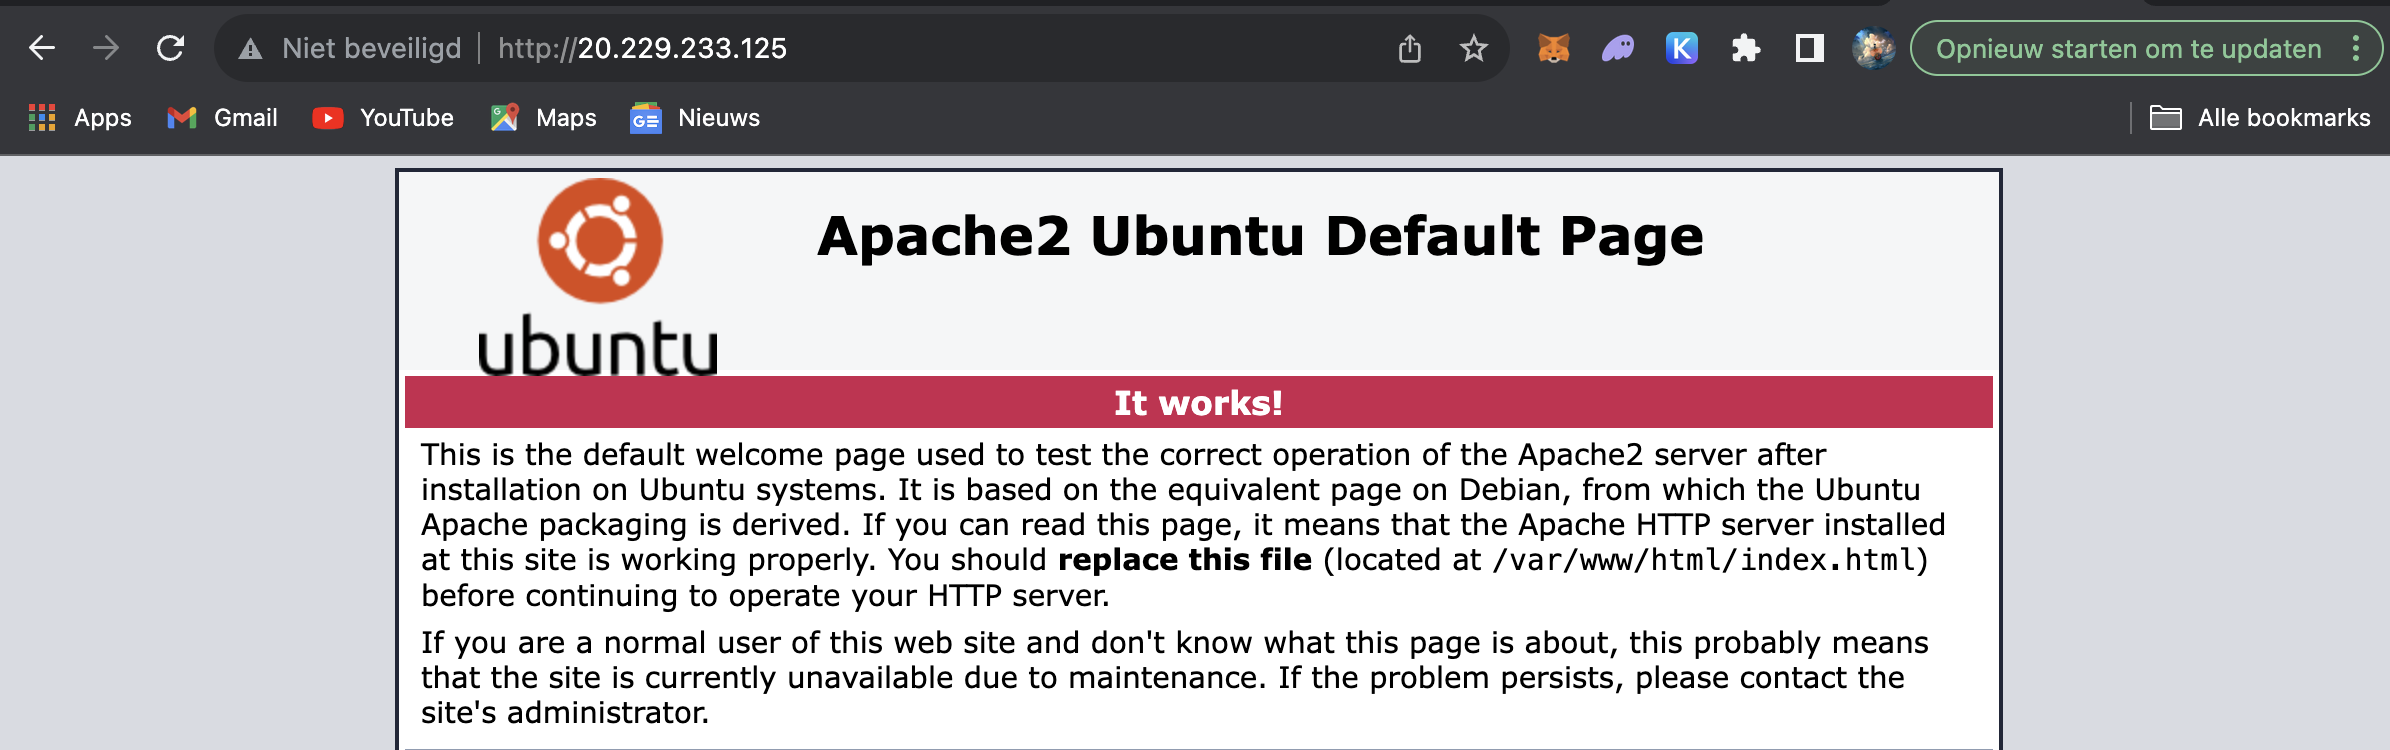 Niet beveiligd http://20.229.233.125 Opnieuw starten om te updaten
Apps Gmail YouTube Maps Nieuws Alle bookmarks
Apache2 Ubuntu Default Page
ubuntu
It works!
This is the default welcome page used to test the correct operation of the Apache2 server after
installation on Ubuntu systems. It is based on the equivalent page on Debian, from which the Ubuntu
Apache packaging is derived. If you can read this page, it means that the Apache HTTP server installed
at this site is working properly. You should replace this file (located at /var/www/html/index.html)
before continuing to operate your HTTP server.
If you are a normal user of this web site and don't know what this page is about, this probably means
that the site is currently unavailable due to maintenance. If the problem persists, please contact the
site's administrator.